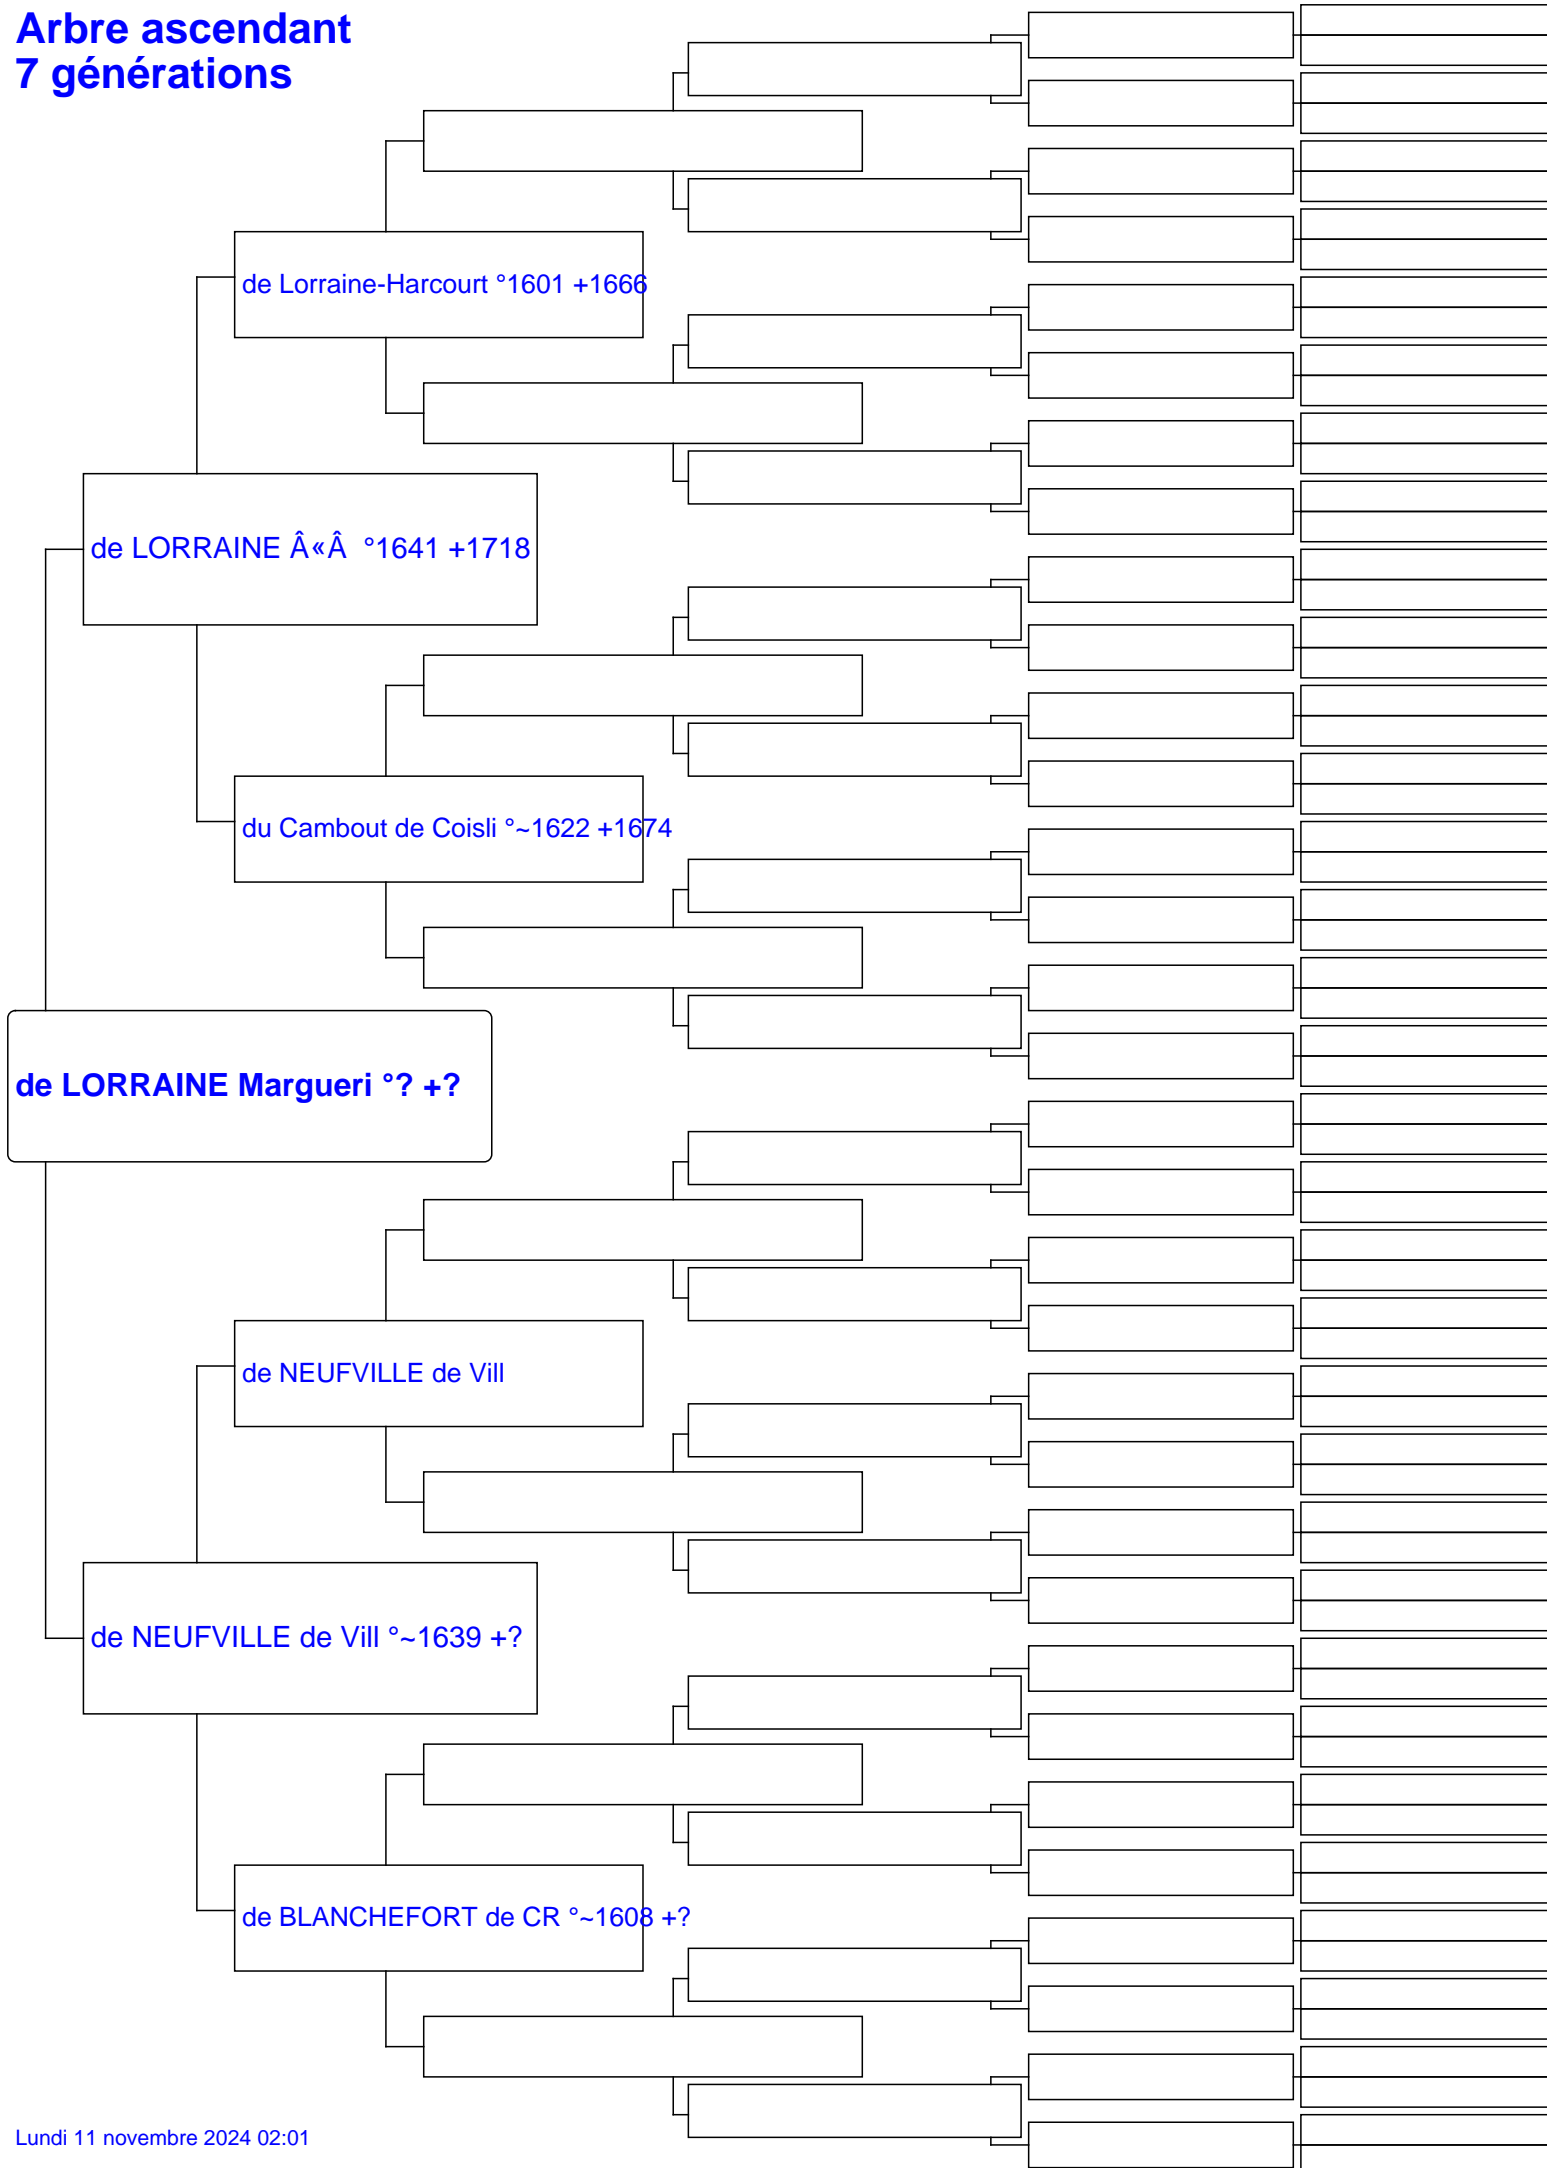 Arbre ascendant
7 générations
de Lorraine-Harcourt °1601 +1666
de LORRAINE Â«Â  °1641 +1718
du Cambout de Coisli °~1622 +1674
de LORRAINE Margueri °? +?
de NEUFVILLE de Vill
de NEUFVILLE de Vill °~1639 +?
de BLANCHEFORT de CR °~1608 +?
Lundi 11 novembre 2024 02:01